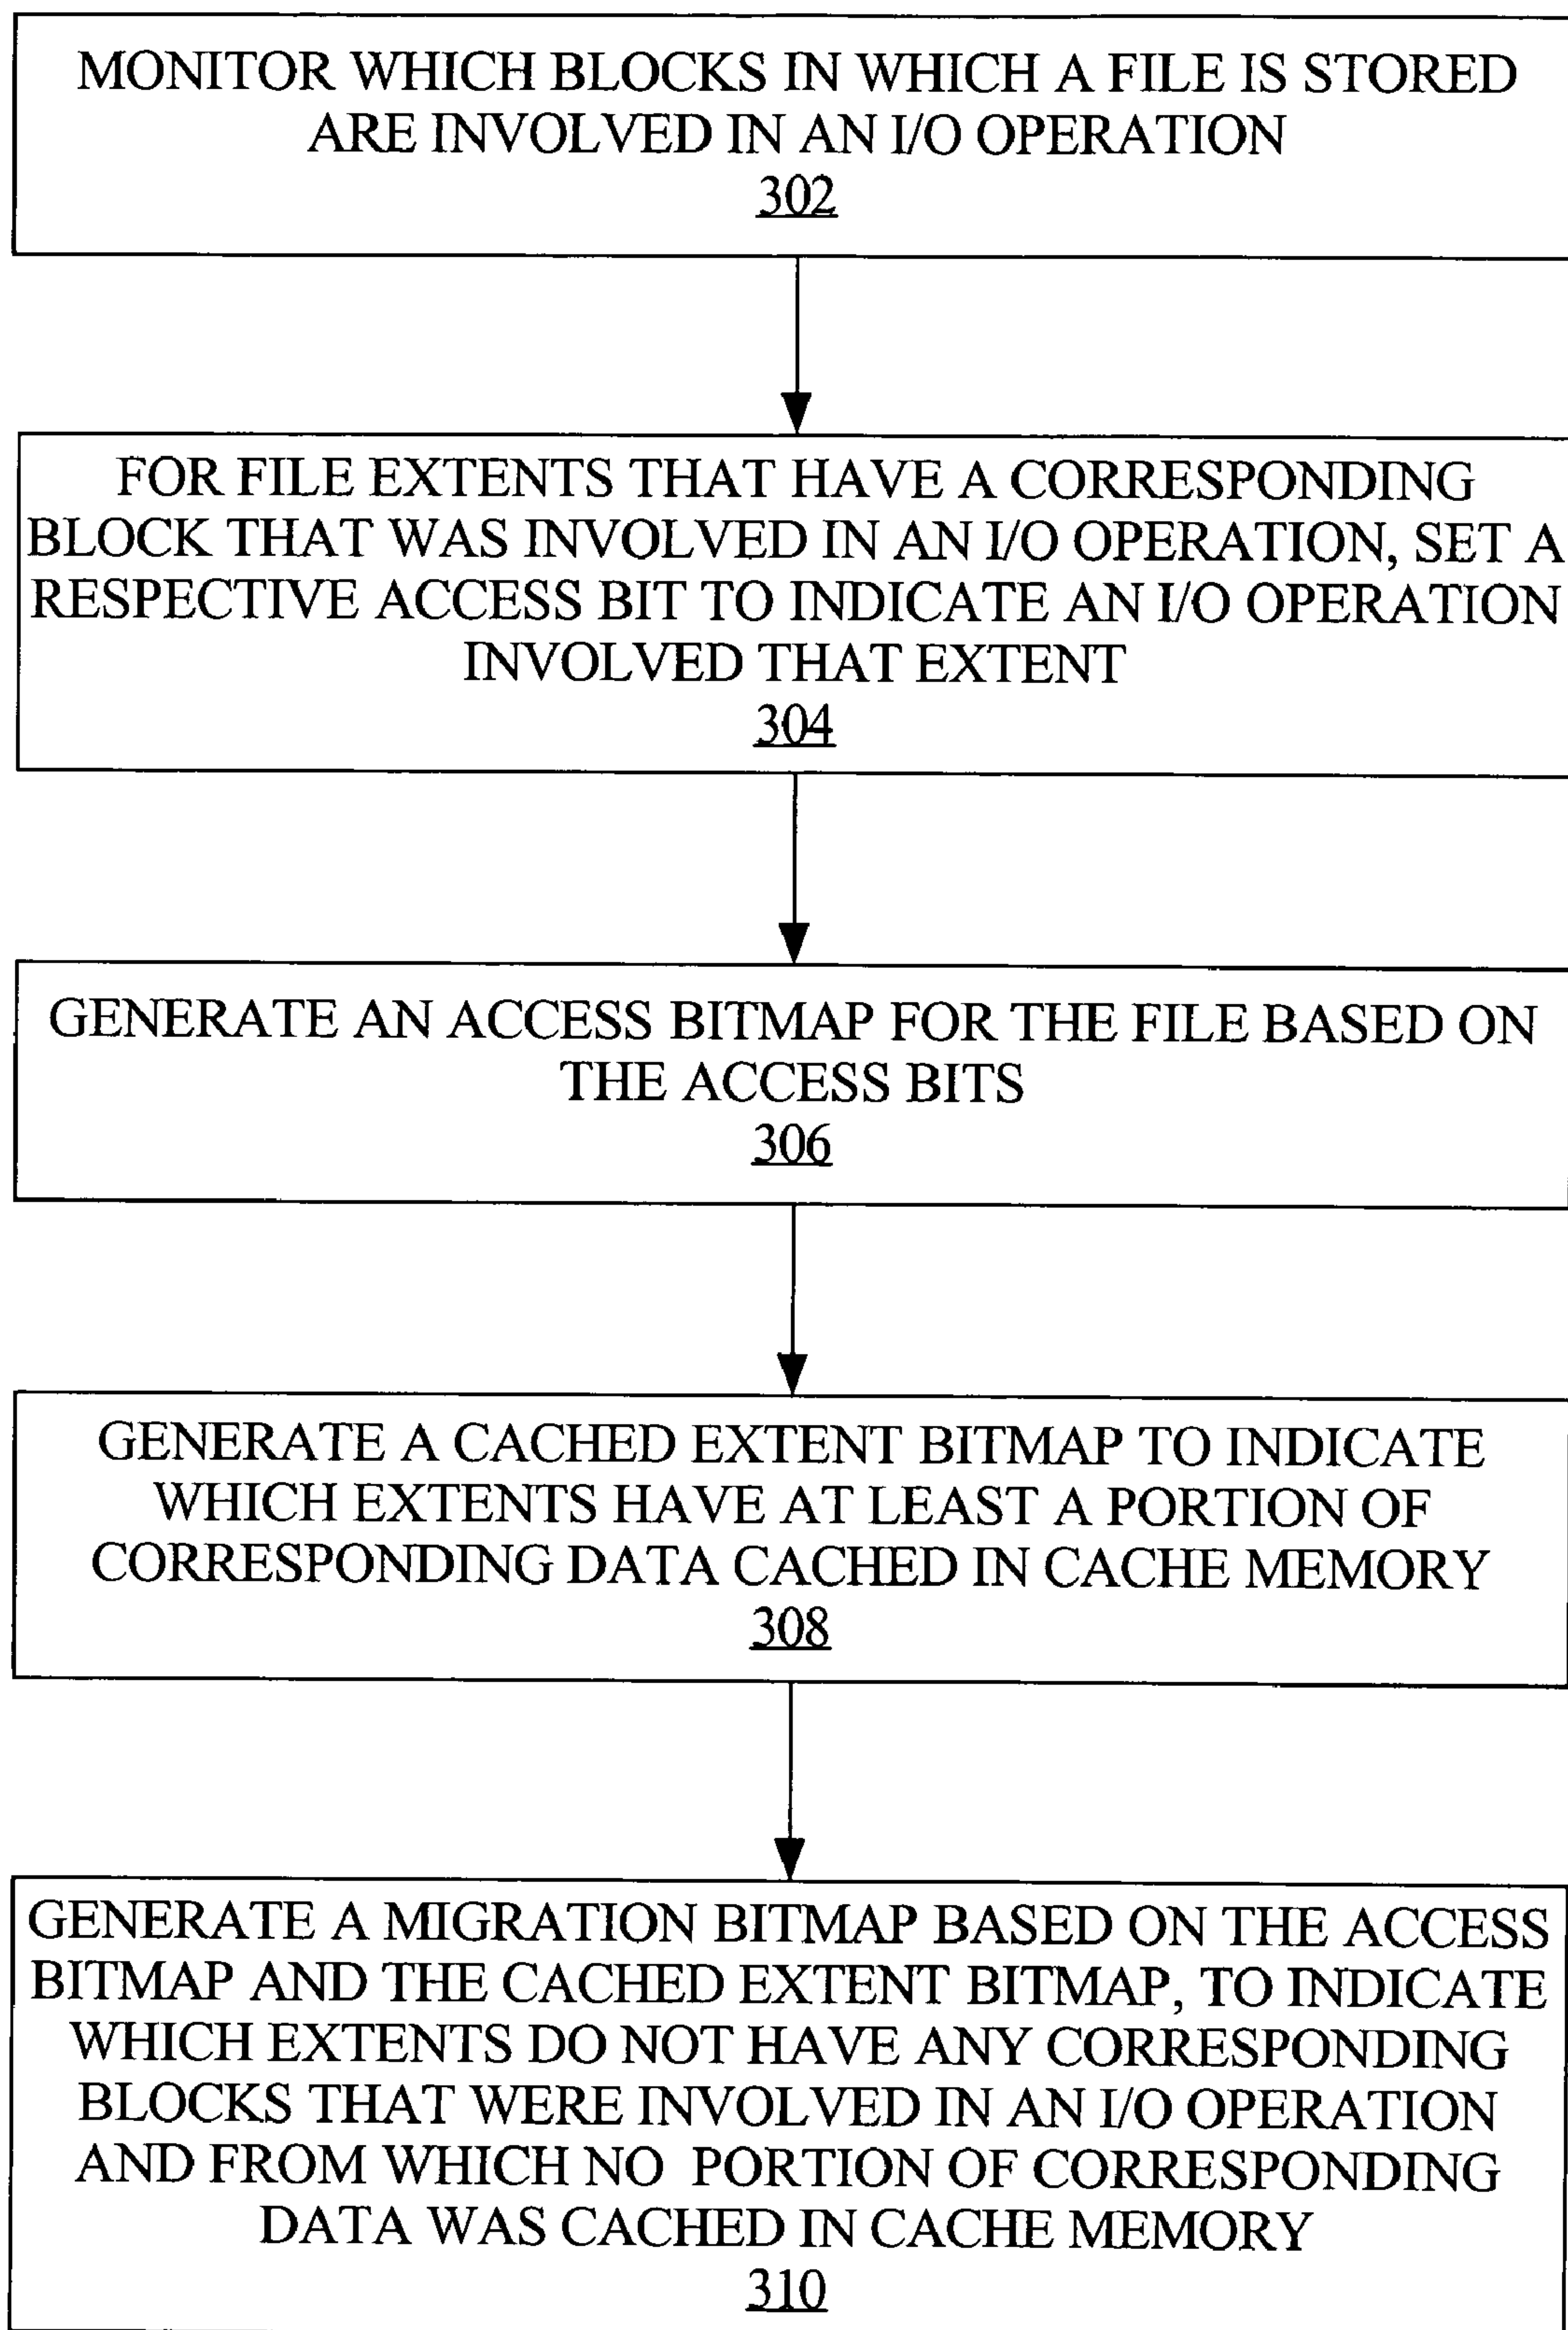 MONITOR WHICH BLOCKS IN WHICH A FILE IS STORED
ARE INVOLVED IN AN I/O OPERATION
302
FOR FILE EXTENTS THAT HAVE A CORRESPONDING
BLOCK THAT WAS INVOLVED IN AN I/O OPERATION, SET A
RESPECTIVE ACCESS BIT TO INDICATE AN I/O OPERATION
INVOLVED THAT EXTENT
304
GENERATE AN ACCESS BITMAP FOR THE FILE BASED ON
THE ACCESS BITS
306
GENERATE A CACHED EXTENT BITMAP TO INDICATE
WHICH EXTENTS HAVE AT LEAST A PORTION OF
CORRESPONDING DATA CACHED IN CACHE MEMORY
308
GENERATE A MIGRATION BITMAP BASED ON THE ACCESS
BITMAP AND THE CACHED EXTENT BITMAP, TO INDICATE
WHICH EXTENTS DO NOT HAVE ANY CORRESPONDING
BLOCKS THAT WERE INVOLVED IN AN I/O OPERATION
AND FROM WHICH NO PORTION OF CORRESPONDING
DATA WAS CACHED IN CACHE MEMORY
310